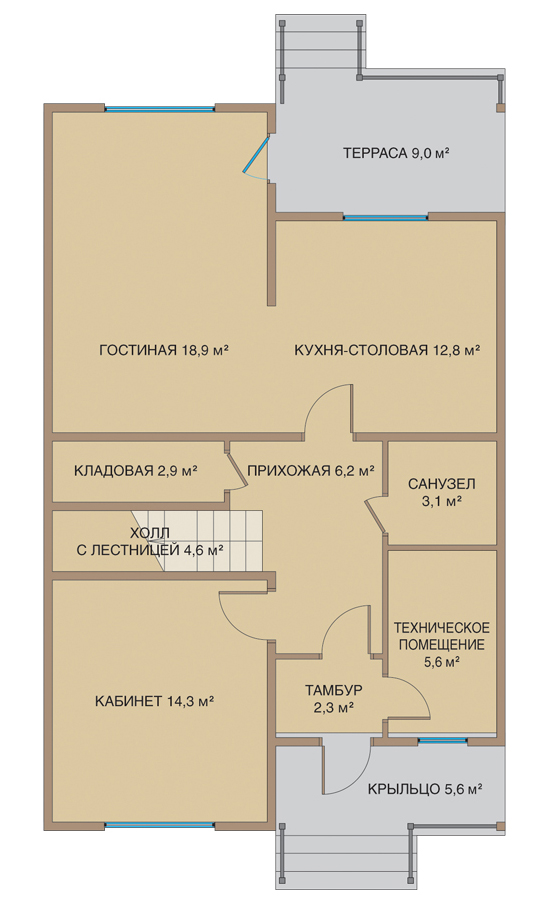 ТЕРРАСА 9,0 м²
ГОСТИНАЯ 18,9 м²
КУХНЯ-СТОЛОВАЯ 12,8 м²
КЛАДОВАЯ 2,9 м²
ПРИХОЖАЯ 6,2 м²
САНУЗЕЛ
3,1 м²
ХОЛЛ
С ЛЕСТНИЦЕЙ 4,6 м²
ТЕХНИЧЕСКОЕ
ПОМЕЩЕНИЕ
5,6 м²
КАБИНЕТ 14,3 м²
ТАМБУР
2,3 м²
КРЫЛЬЦО 5,6 м²